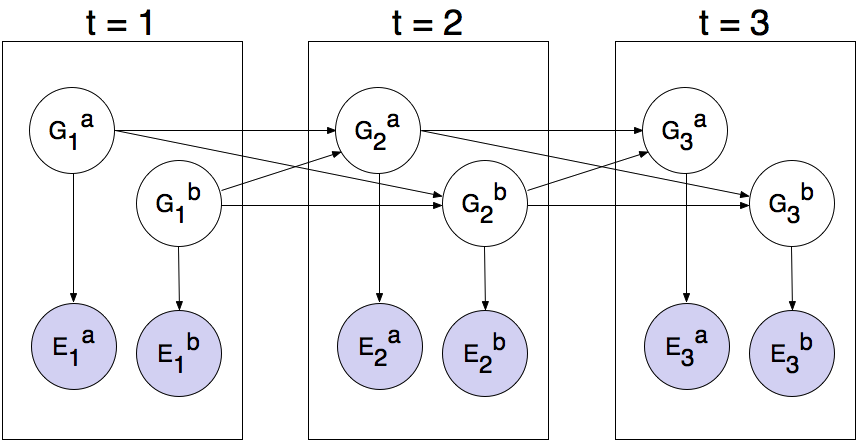 t = 1 t = 2 t = 3
G₁ᵃ G₂ᵃ G₃ᵃ
G₁ᵇ G₂ᵇ G₃ᵇ
E₁ᵃ E₁ᵇ E₂ᵃ E₂ᵇ E₃ᵃ E₃ᵇ